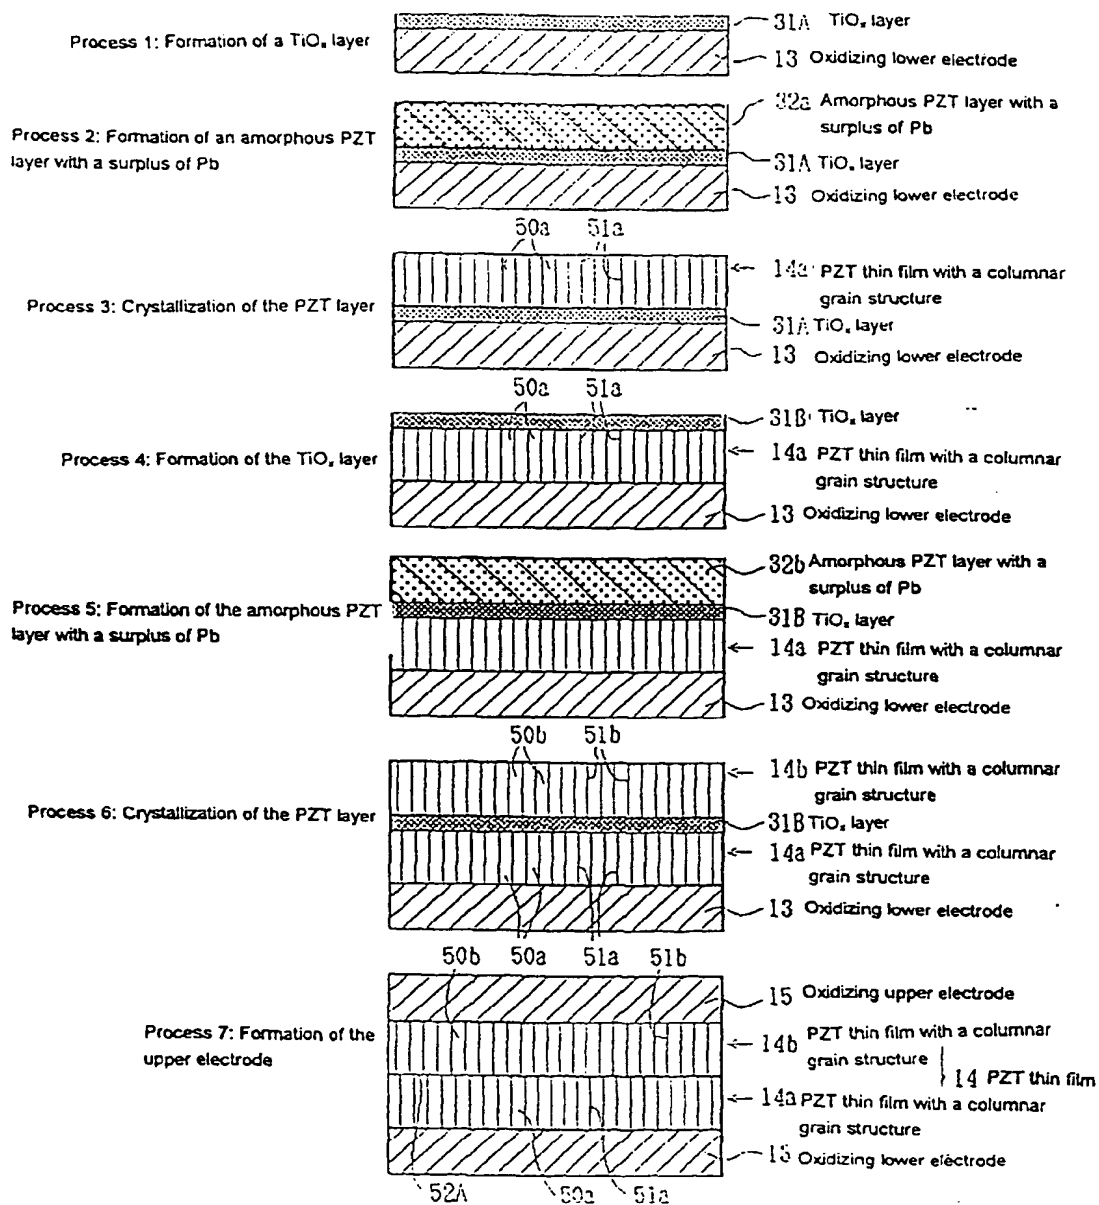 Process 1: Formation of a TiOₓ layer
31A TiOₓ layer
13 Oxidizing lower electrode
Process 2: Formation of an amorphous PZT
layer with a surplus of Pb
32a Amorphous PZT layer with a
surplus of Pb
31A TiOₓ layer
13 Oxidizing lower electrode
50a 51a
Process 3: Crystallization of the PZT layer
14a PZT thin film with a columnar
grain structure
31A TiOₓ layer
13 Oxidizing lower electrode
50a 51a
Process 4: Formation of the TiOₓ layer
31B TiOₓ layer
14a PZT thin film with a columnar
grain structure
13 Oxidizing lower electrode
Process 5: Formation of the amorphous PZT
layer with a surplus of Pb
32b Amorphous PZT layer with a
surplus of Pb
31B TiOₓ layer
14a PZT thin film with a columnar
grain structure
13 Oxidizing lower electrode
50b 51b
Process 6: Crystallization of the PZT layer
14b PZT thin film with a columnar
grain structure
31B TiOₓ layer
14a PZT thin film with a columnar
grain structure
13 Oxidizing lower electrode
50a 51a
50b 51b
Process 7: Formation of the
upper electrode
15 Oxidizing upper electrode
14b PZT thin film with a columnar
grain structure
14 PZT thin film
14a PZT thin film with a columnar
grain structure
13 Oxidizing lower electrode
52A 50a 51a